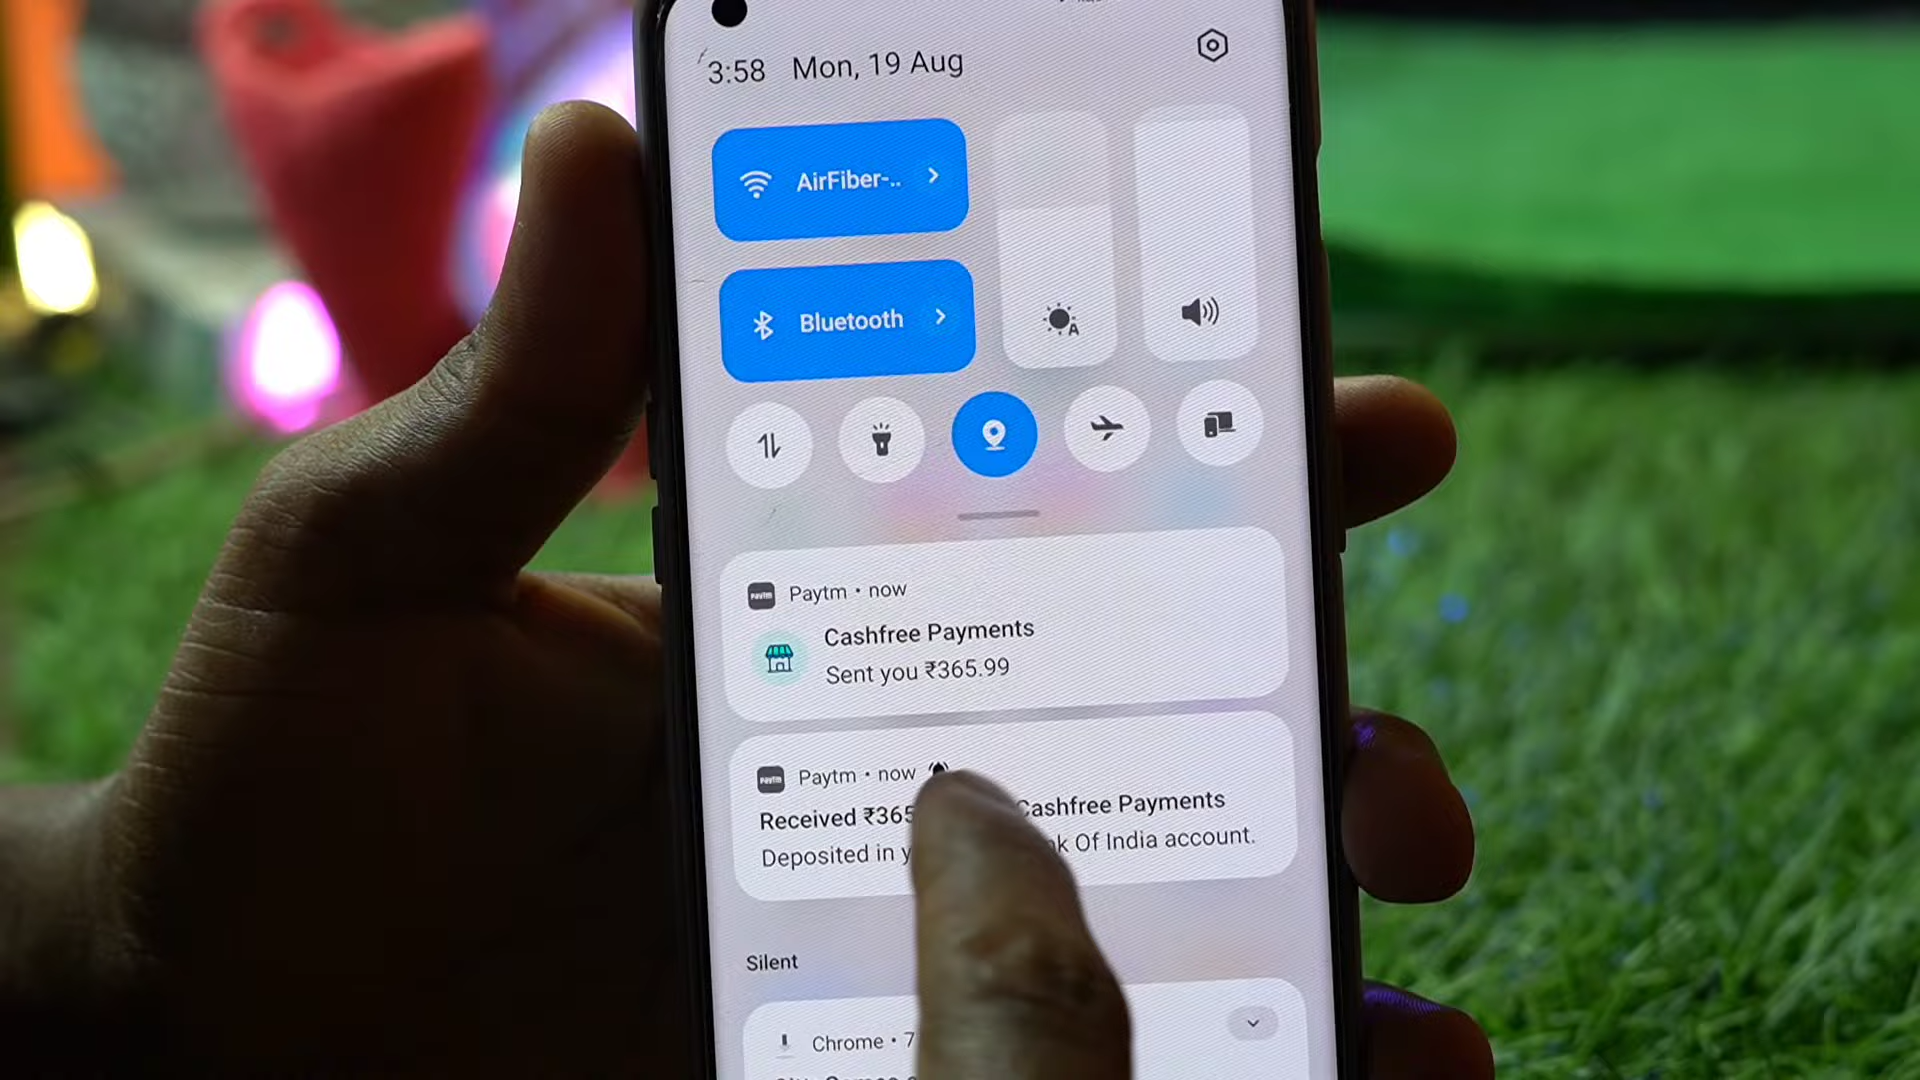 3:58 Mon, 19 Aug
AirFiber-..
Bluetooth
A
Paytm • now
Cashfree Payments
Sent you ₹365.99
Paytm • now
Received ₹365 Cashfree Payments
Deposited in Of India account.
Silent
Chrome • 7